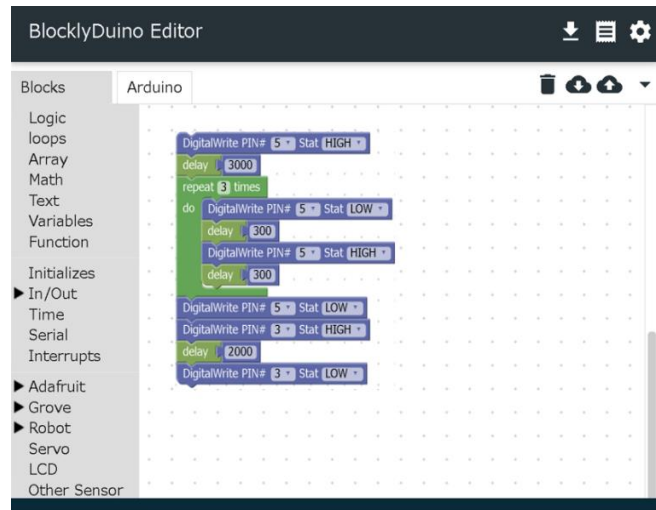 BlocklyDuino Editor
Blocks
Arduino
Logic
loops
Array
Math
Text
Variables
Function
Initializes
In/Out
Time
Serial
Interrupts
Adafruit
Grove
Robot
Servo
LCD
Other Sensor
DigitalWrite PIN# 5 Stat HIGH
delay 3000
repeat 3 times
do DigitalWrite PIN# 5 Stat LOW
delay 300
DigitalWrite PIN# 5 Stat HIGH
delay 300
DigitalWrite PIN# 5 Stat LOW
DigitalWrite PIN# 3 Stat HIGH
delay 2000
DigitalWrite PIN# 3 Stat LOW